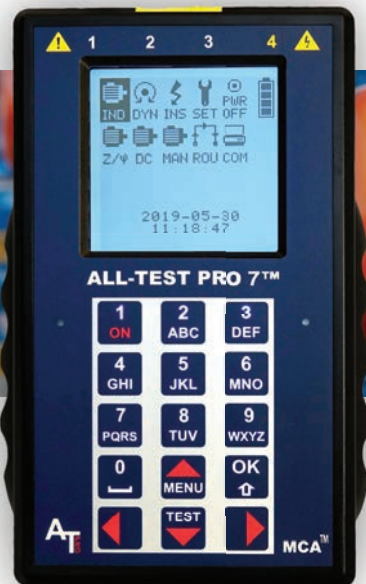 1 2 3 4
IND DYN INS SET PWR OFF
Z/φ DC MAN ROU COM
2019-05-30
11:18:47
ALL-TEST PRO 7™
1 2 3
ON ABC DEF
4 5 6
GHI JKL MNO
7 8 9
PQRS TUV WXYZ
0 OK
MENU
TEST
AT MCA™